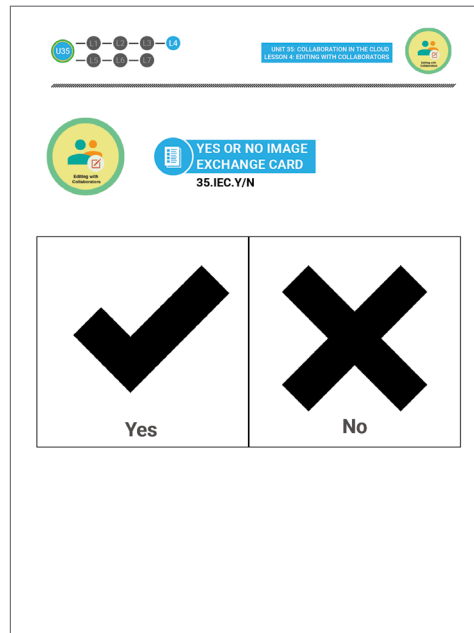 U35
L1
L2
L3
L4
L5
L6
L7
UNIT 35: COLLABORATION IN THE CLOUD
LESSON 4: EDITING WITH COLLABORATORS
Editing with
Collaborators
Editing with
Collaborators
YES OR NO IMAGE
EXCHANGE CARD
35.IEC.Y/N
Yes
No